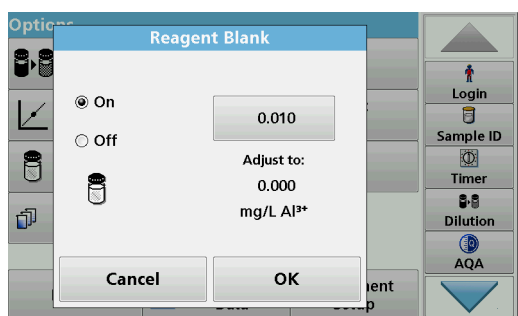 Options
Reagent Blank
On
Off
0.010
Adjust to:
0.000
mg/L Al³⁺
Cancel
OK
Login
Sample ID
Timer
Dilution
AQA